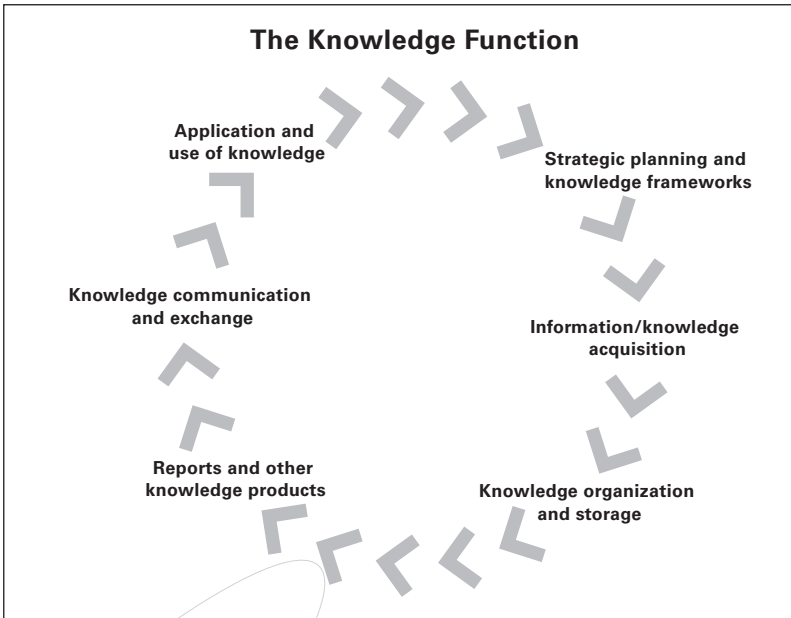 The Knowledge Function
Application and
use of knowledge
Strategic planning and
knowledge frameworks
Knowledge communication
and exchange
Information/knowledge
acquisition
Reports and other
knowledge products
Knowledge organization
and storage